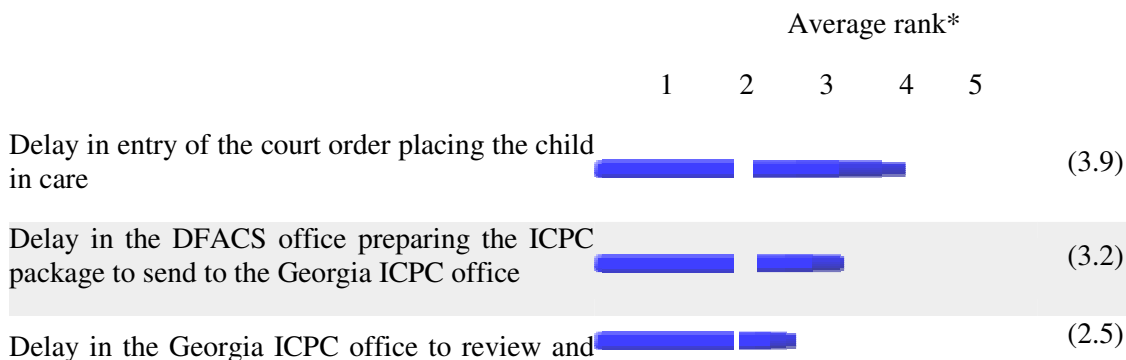 Average rank*
1 2 3 4 5
Delay in entry of the court order placing the child
in care
(3.9)
Delay in the DFACS office preparing the ICPC
package to send to the Georgia ICPC office
(3.2)
Delay in the Georgia ICPC office to review and
(2.5)